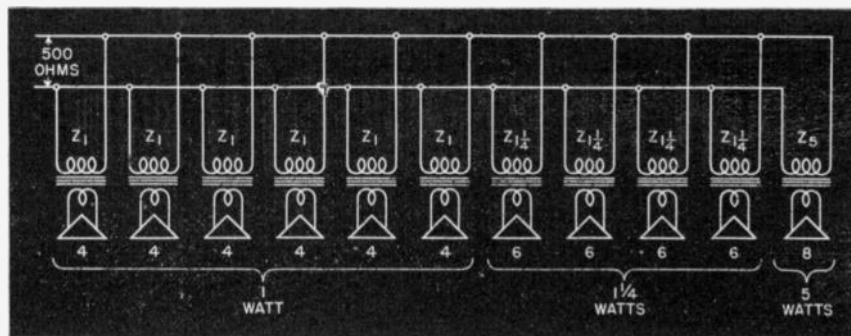 500
OHMS
Z1 Z1 Z1 Z1 Z1 Z1 Z1¼ Z1¼ Z1¼ Z1¼ Z5
4 4 4 4 4 4 6 6 6 6 8
1 1¼ 5
WATT WATTS WATTS